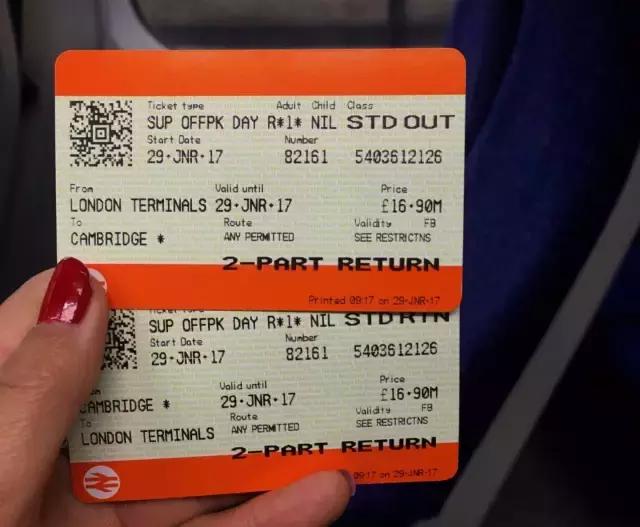 Ticket type Adult Child Class
SUP OFFPK DAY R*1* NIL STD OUT
Start Date Number
29·JNR·17 82161 5403612126
From Valid until Price
LONDON TERMINALS 29·JNR·17 £16·90M
To Route Validity FB
CAMBRIDGE * ANY PERMITTED SEE RESTRICTNS
2-PART RETURN
Printed 09:17 on 29·JNR·17
Ticket type
SUP OFFPK DAY R*1* NIL STD RTN
Start Date Number
29·JNR·17 82161 5403612126
Valid until Price
CAMBRIDGE * 29·JNR·17 £16·90M
To Route Validity FB
LONDON TERMINALS ANY PERMITTED SEE RESTRICTNS
2-PART RETURN
09:17 on 29·JNR·17